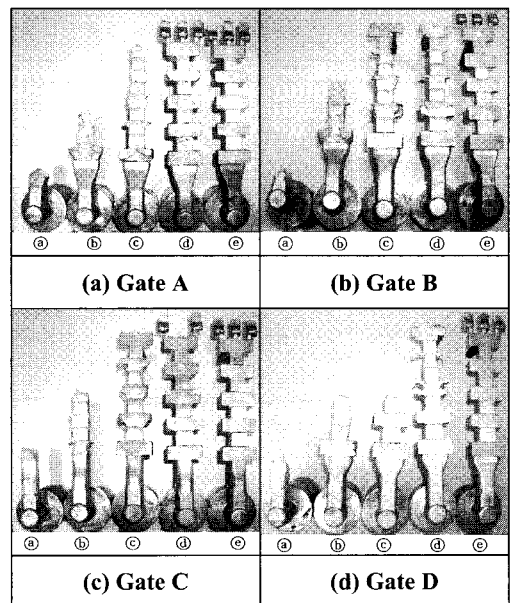 ⓐ ⓑ ⓒ ⓓ ⓔ
ⓐ ⓑ ⓒ ⓓ ⓔ
(a) Gate A
(b) Gate B
ⓐ ⓑ ⓒ ⓓ ⓔ
ⓐ ⓑ ⓒ ⓓ ⓔ
(c) Gate C
(d) Gate D